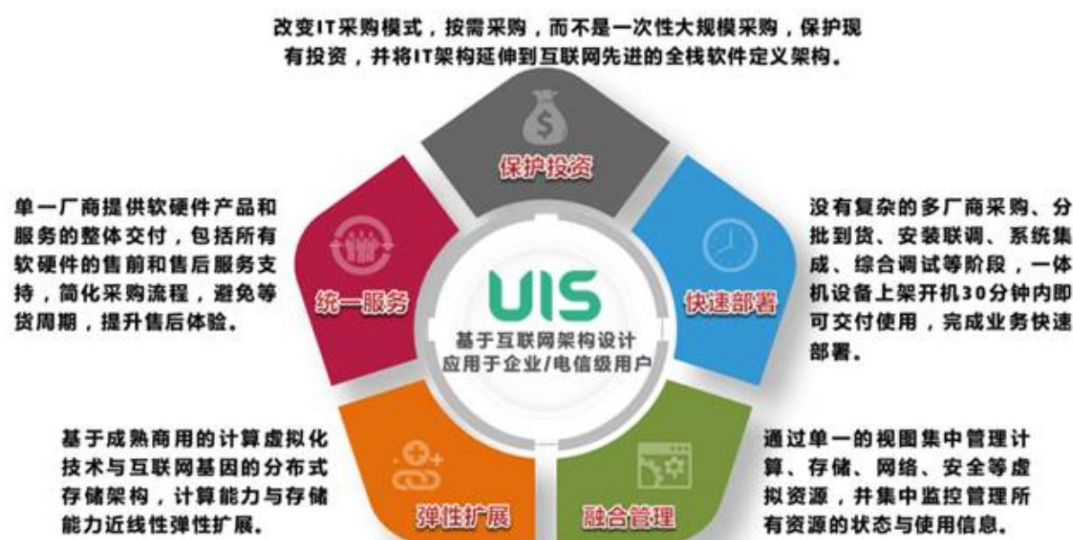 改变IT采购模式，按需采购，而不是一次性大规模采购，保护现
有投资，并将IT架构延伸到互联网先进的全栈软件定义架构。
保护投资
单一厂商提供软硬件产品和
服务的整体交付，包括所有
软硬件的售前和售后服务支
持，简化采购流程，避免等
货周期，提升售后体验。
统一服务
UIS
基于互联网架构设计
应用于企业/电信级用户
快速部署
没有复杂的多厂商采购、分
批到货、安装联调、系统集
成、综合调试等阶段，一体
机设备上架开机30分钟内即
可交付使用，完成业务快速
部署。
基于成熟商用的计算虚拟化
技术与互联网基因的分布式
存储架构，计算能力与存储
能力近线性弹性扩展。
弹性扩展
融合管理
通过单一的视图集中管理计
算、存储、网络、安全等虚
拟资源，并集中监控管理所
有资源的状态与使用信息。